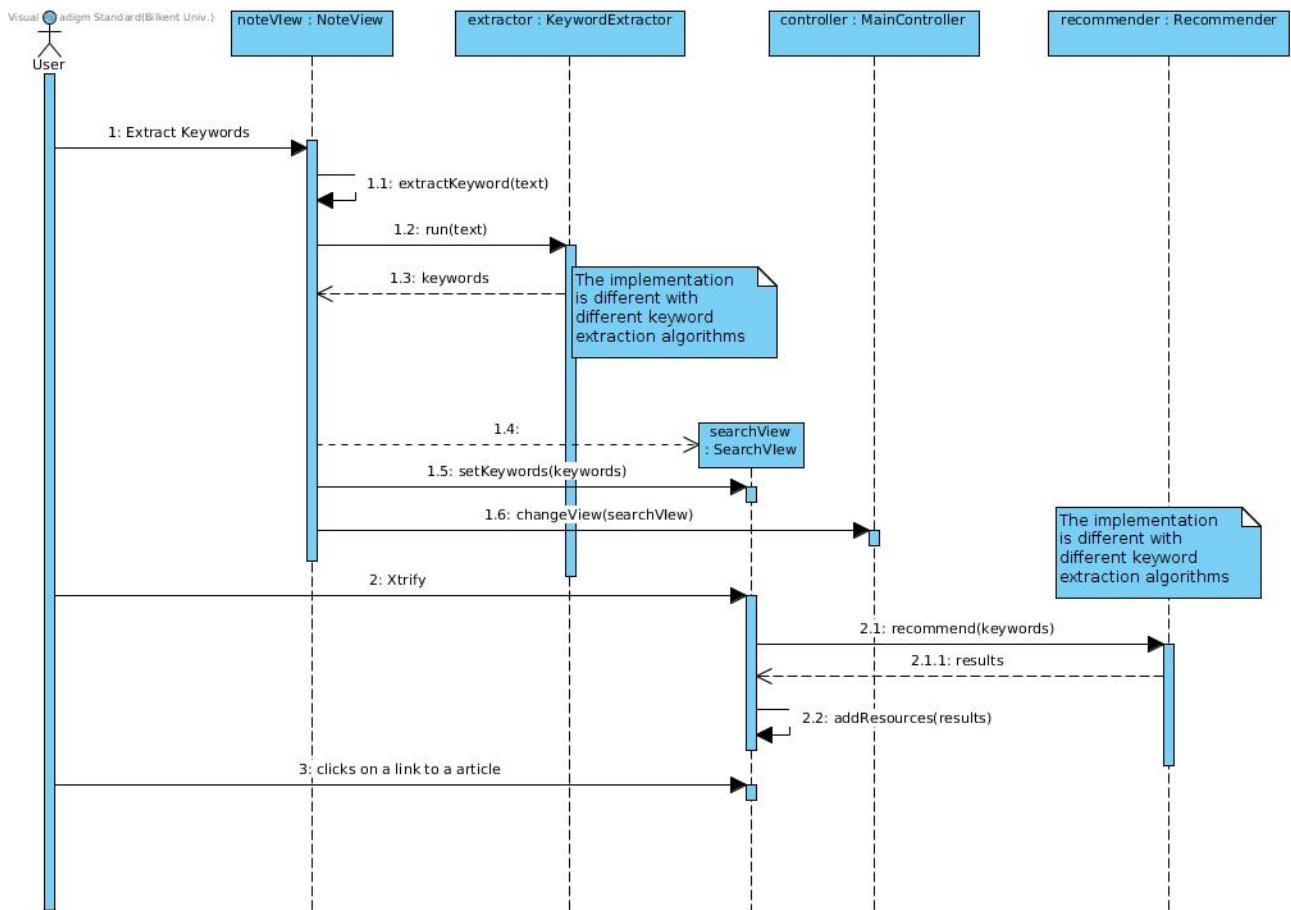 Visual Paradigm Standard(Bilkent Univ.)
User
noteVIew : NoteView
extractor : KeywordExtractor
controller : MainController
recommender : Recommender
1: Extract Keywords
1.1: extractKeyword(text)
1.2: run(text)
1.3: keywords
The implementation
is different with
different keyword
extraction algorithms
1.4:
searchView
: SearchVIew
1.5: setKeywords(keywords)
1.6: changeView(searchVIew)
The implementation
is different with
different keyword
extraction algorithms
2: Xtrify
2.1: recommend(keywords)
2.1.1: results
2.2: addResources(results)
3: clicks on a link to a article